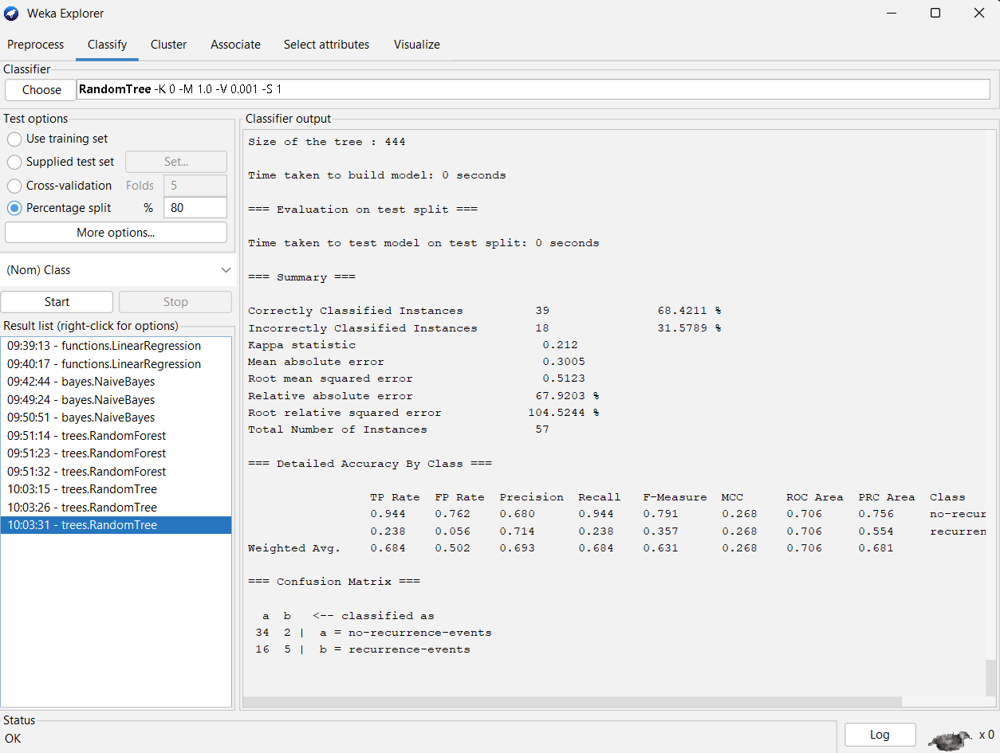 Weka Explorer
Preprocess Classify Cluster Associate Select attributes Visualize
Classifier
Choose RandomTree -K 0 -M 1.0 -V 0.001 -S 1
Test options
Use training set
Supplied test set Set...
Cross-validation Folds 5
Percentage split % 80
More options...
(Nom) Class
Start Stop
Result list (right-click for options)
09:39:13 - functions.LinearRegression
09:40:17 - functions.LinearRegression
09:42:44 - bayes.NaiveBayes
09:49:24 - bayes.NaiveBayes
09:50:51 - bayes.NaiveBayes
09:51:14 - trees.RandomForest
09:51:23 - trees.RandomForest
09:51:32 - trees.RandomForest
10:03:15 - trees.RandomTree
10:03:26 - trees.RandomTree
10:03:31 - trees.RandomTree
Classifier output
Size of the tree : 444
Time taken to build model: 0 seconds
=== Evaluation on test split ===
Time taken to test model on test split: 0 seconds
=== Summary ===
Correctly Classified Instances 39 68.4211 %
Incorrectly Classified Instances 18 31.5789 %
Kappa statistic 0.212
Mean absolute error 0.3005
Root mean squared error 0.5123
Relative absolute error 67.9203 %
Root relative squared error 104.5244 %
Total Number of Instances 57
=== Detailed Accuracy By Class ===
TP Rate FP Rate Precision Recall F-Measure MCC ROC Area PRC Area Class
0.944 0.762 0.680 0.944 0.791 0.268 0.706 0.756 no-recur
0.238 0.056 0.714 0.238 0.357 0.268 0.706 0.554 recurren
Weighted Avg. 0.684 0.502 0.693 0.684 0.631 0.268 0.706 0.681
=== Confusion Matrix ===
a b <-- classified as
34 2 | a = no-recurrence-events
16 5 | b = recurrence-events
Status
OK
Log x 0